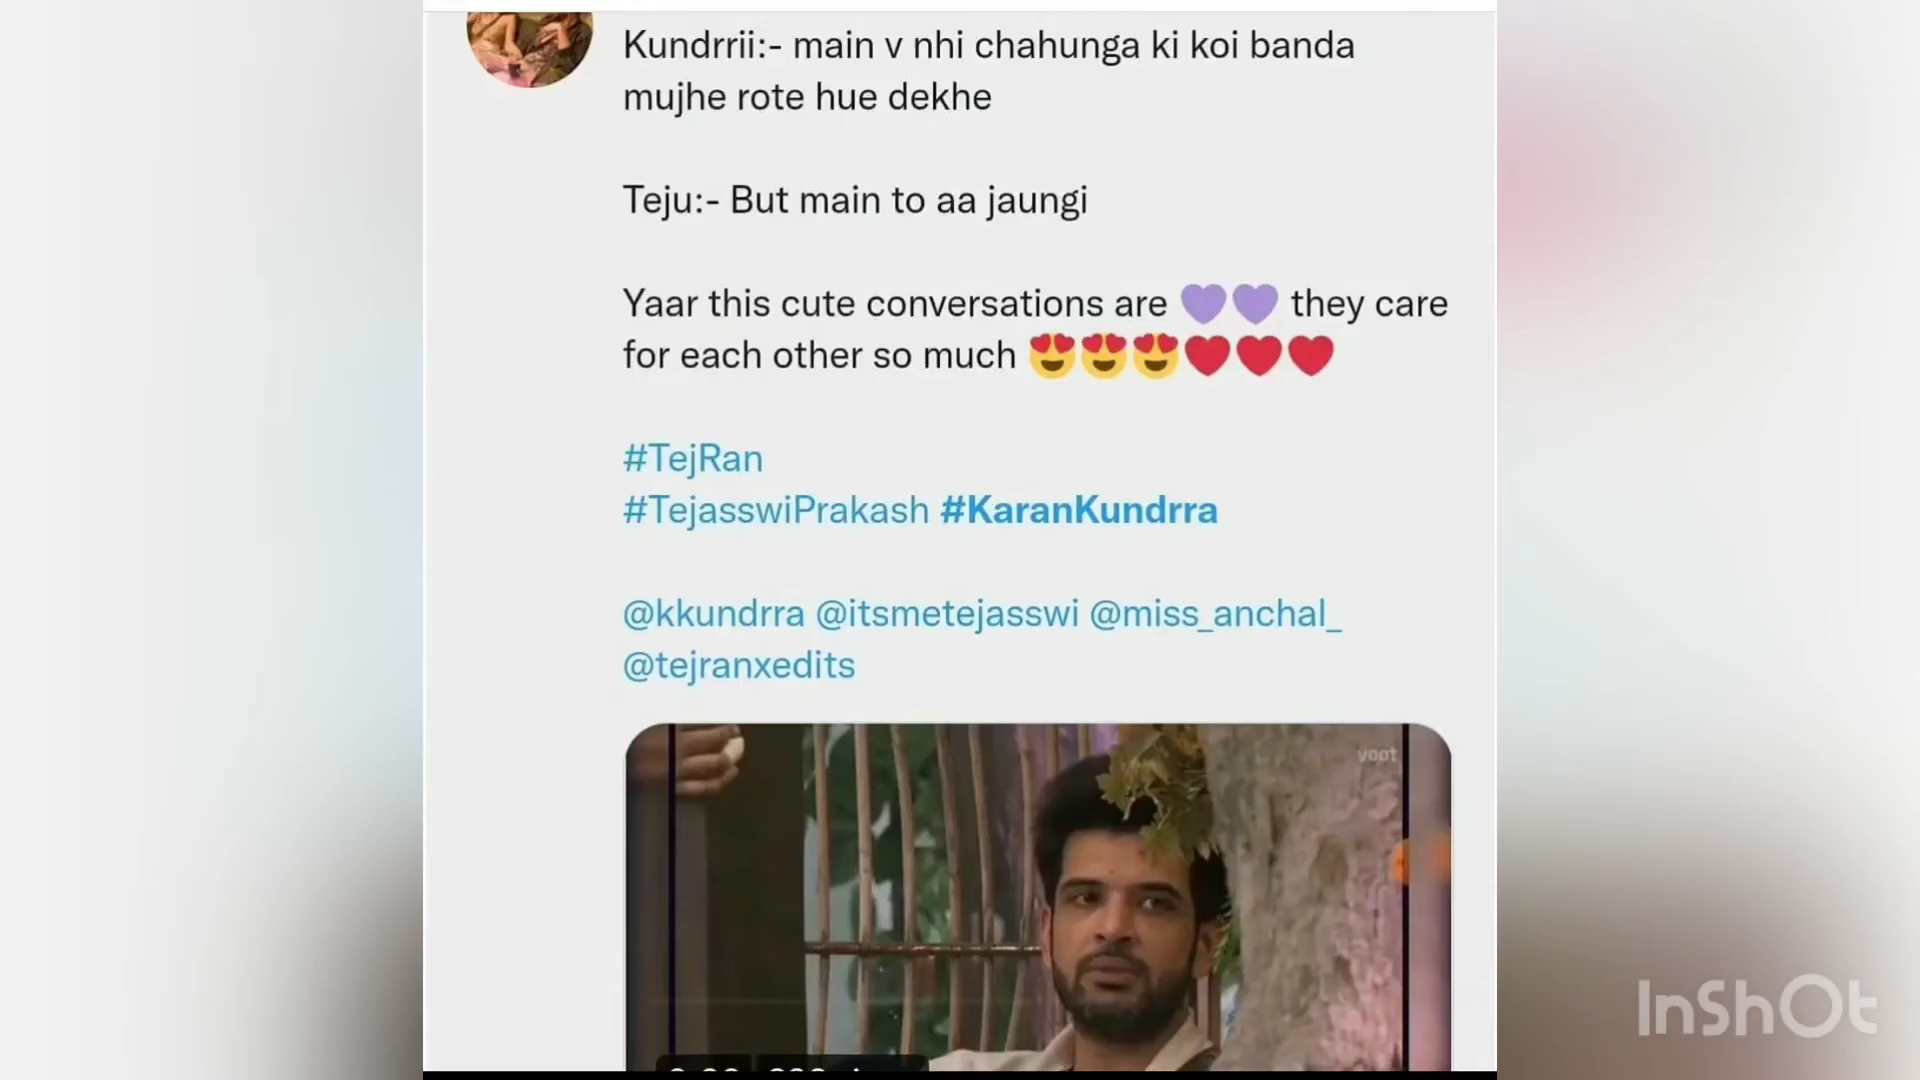 Kundrrii:- main v nhi chahunga ki koi banda
mujhe rote hue dekhe
Teju:- But main to aa jaungi
Yaar this cute conversations are 💜💜 they care
for each other so much 😍😍😍❤️❤️❤️
#TejRan
#TejasswiPrakash #KaranKundrra
@kkundrra @itsmetejasswi @miss_anchal_
@tejranxedits
voot
InShOt